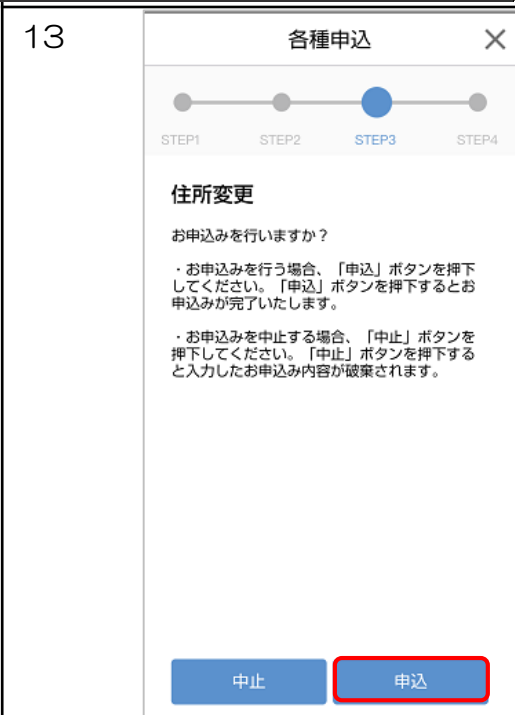 13
各種申込
STEP1 STEP2 STEP3 STEP4
住所変更
お申込みを行いますか？
・お申込みを行う場合、「申込」ボタンを押下
してください。「申込」ボタンを押下するとお
申込みが完了いたします。
・お申込みを中止する場合、「中止」ボタンを
押下してください。「中止」ボタンを押下する
と入力したお申込み内容が破棄されます。
中止 申込